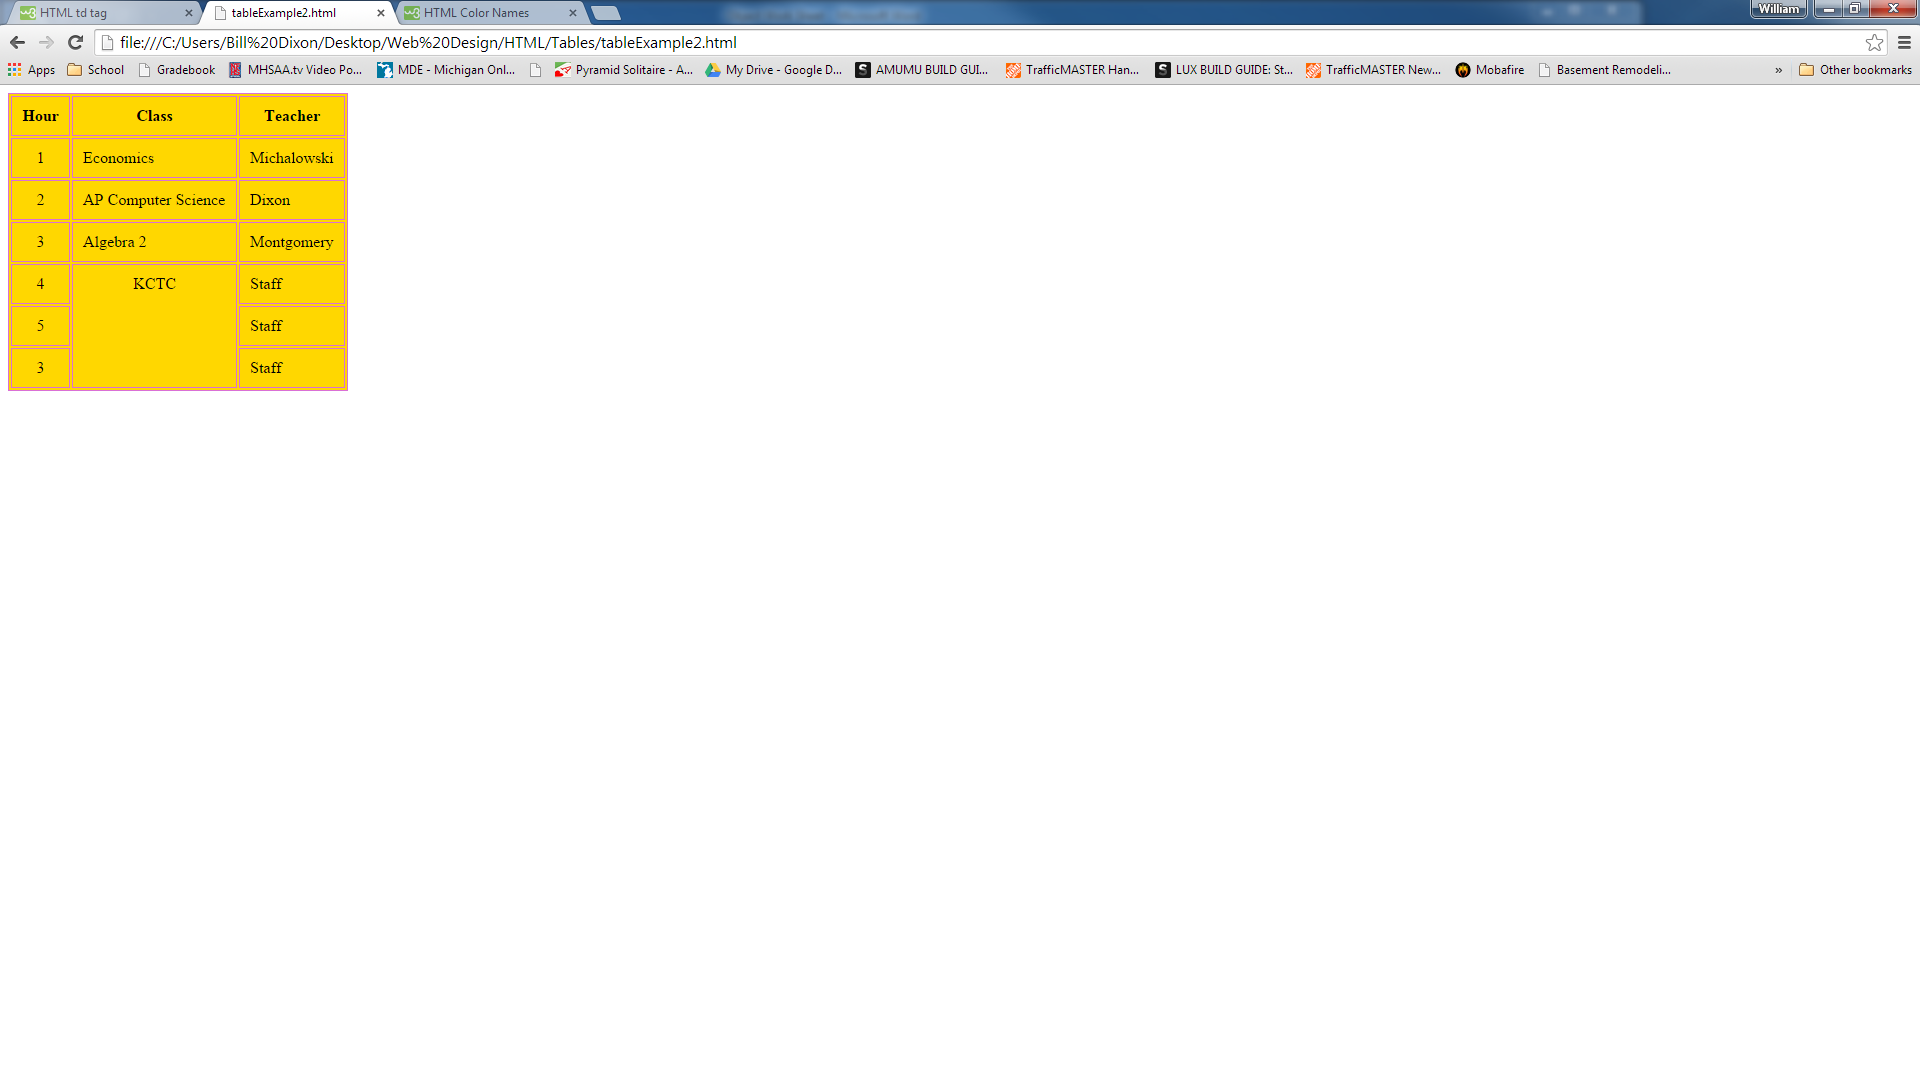 HTML td tag tableExample2.html HTML Color Names William
file:///C:/Users/Bill%20Dixon/Desktop/Web%20Design/HTML/Tables/tableExample2.html
Apps School Gradebook MHSAA.tv Video Po... MDE - Michigan Onl... Pyramid Solitaire - A... My Drive - Google D... AMUMU BUILD GUI... TrafficMASTER Han... LUX BUILD GUIDE: St... TrafficMASTER New... Mobafire Basement Remodeli... » Other bookmarks
Hour Class Teacher
1 Economics Michalowski
2 AP Computer Science Dixon
3 Algebra 2 Montgomery
4 KCTC Staff
5 Staff
3 Staff